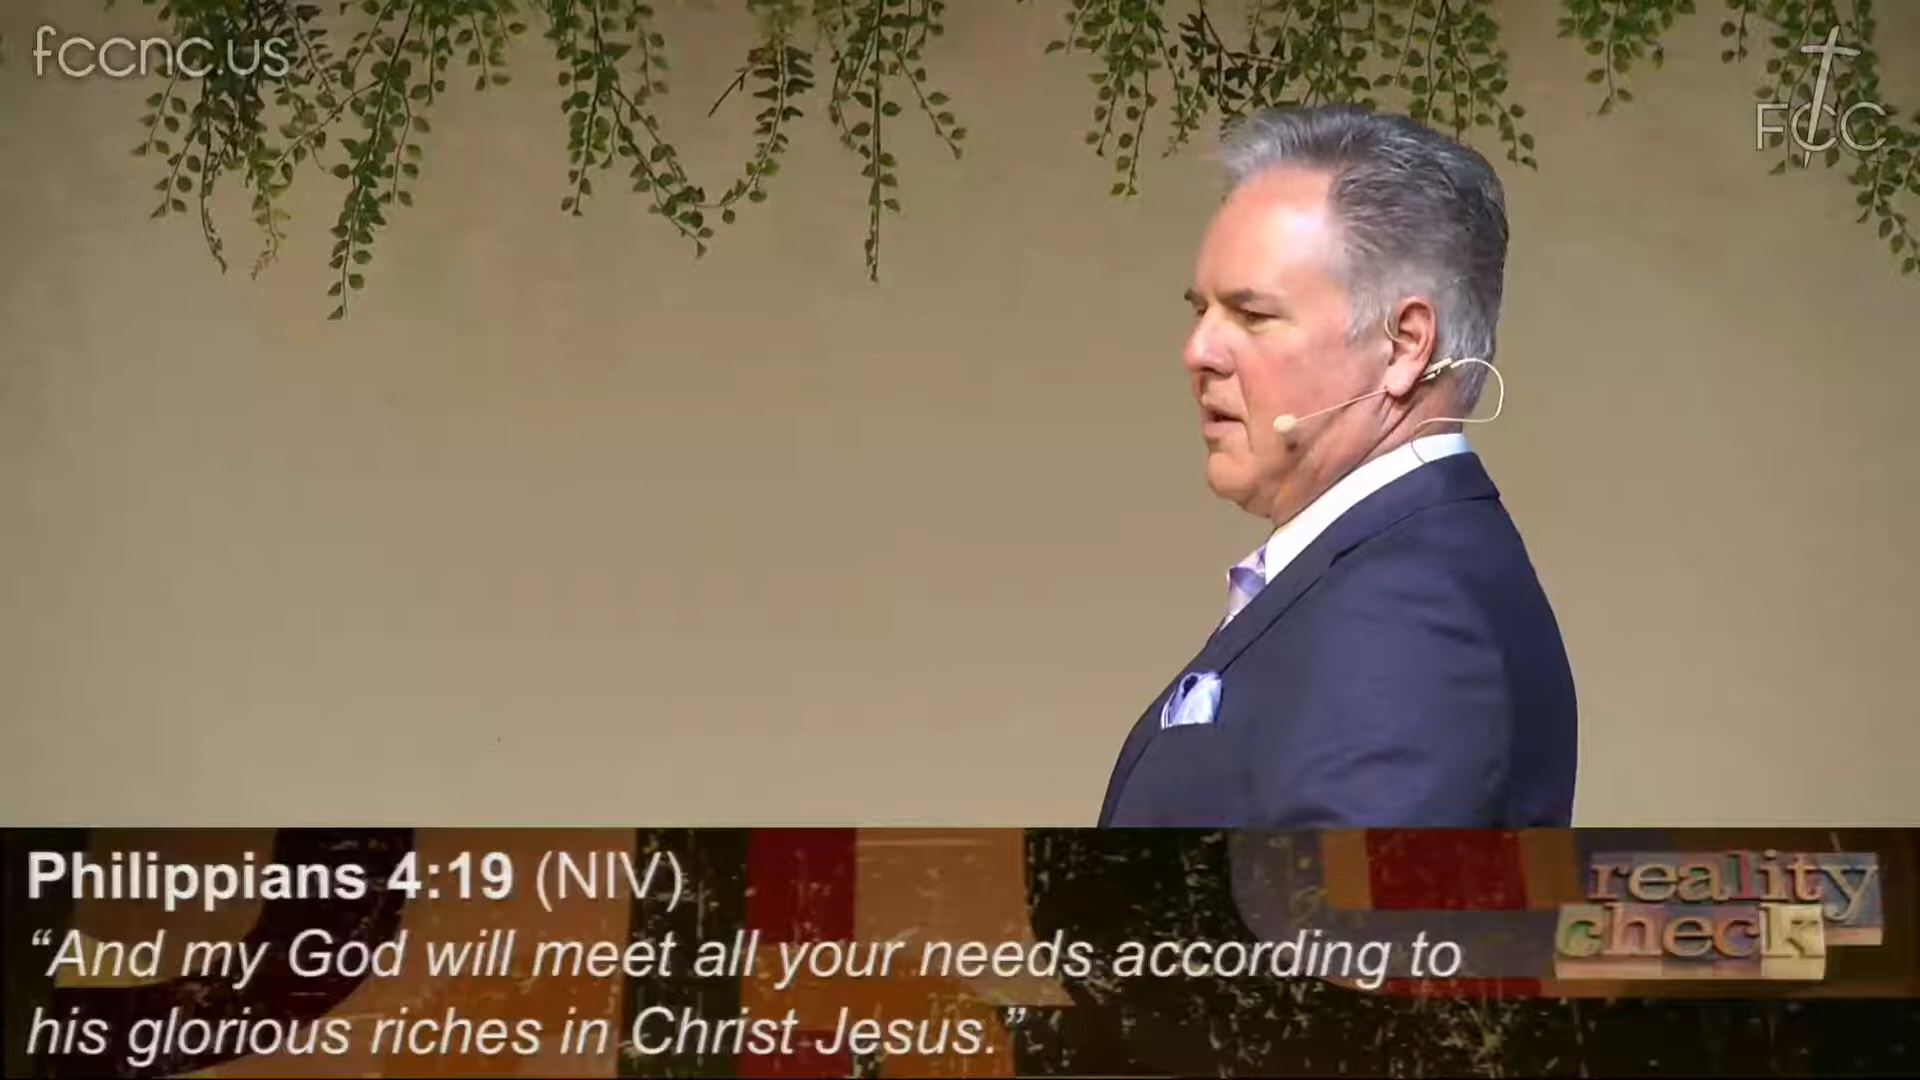 fccnc.us
FCC
Philippians 4:19 (NIV)
“And my God will meet all your needs according to
his glorious riches in Christ Jesus.”
reality
check